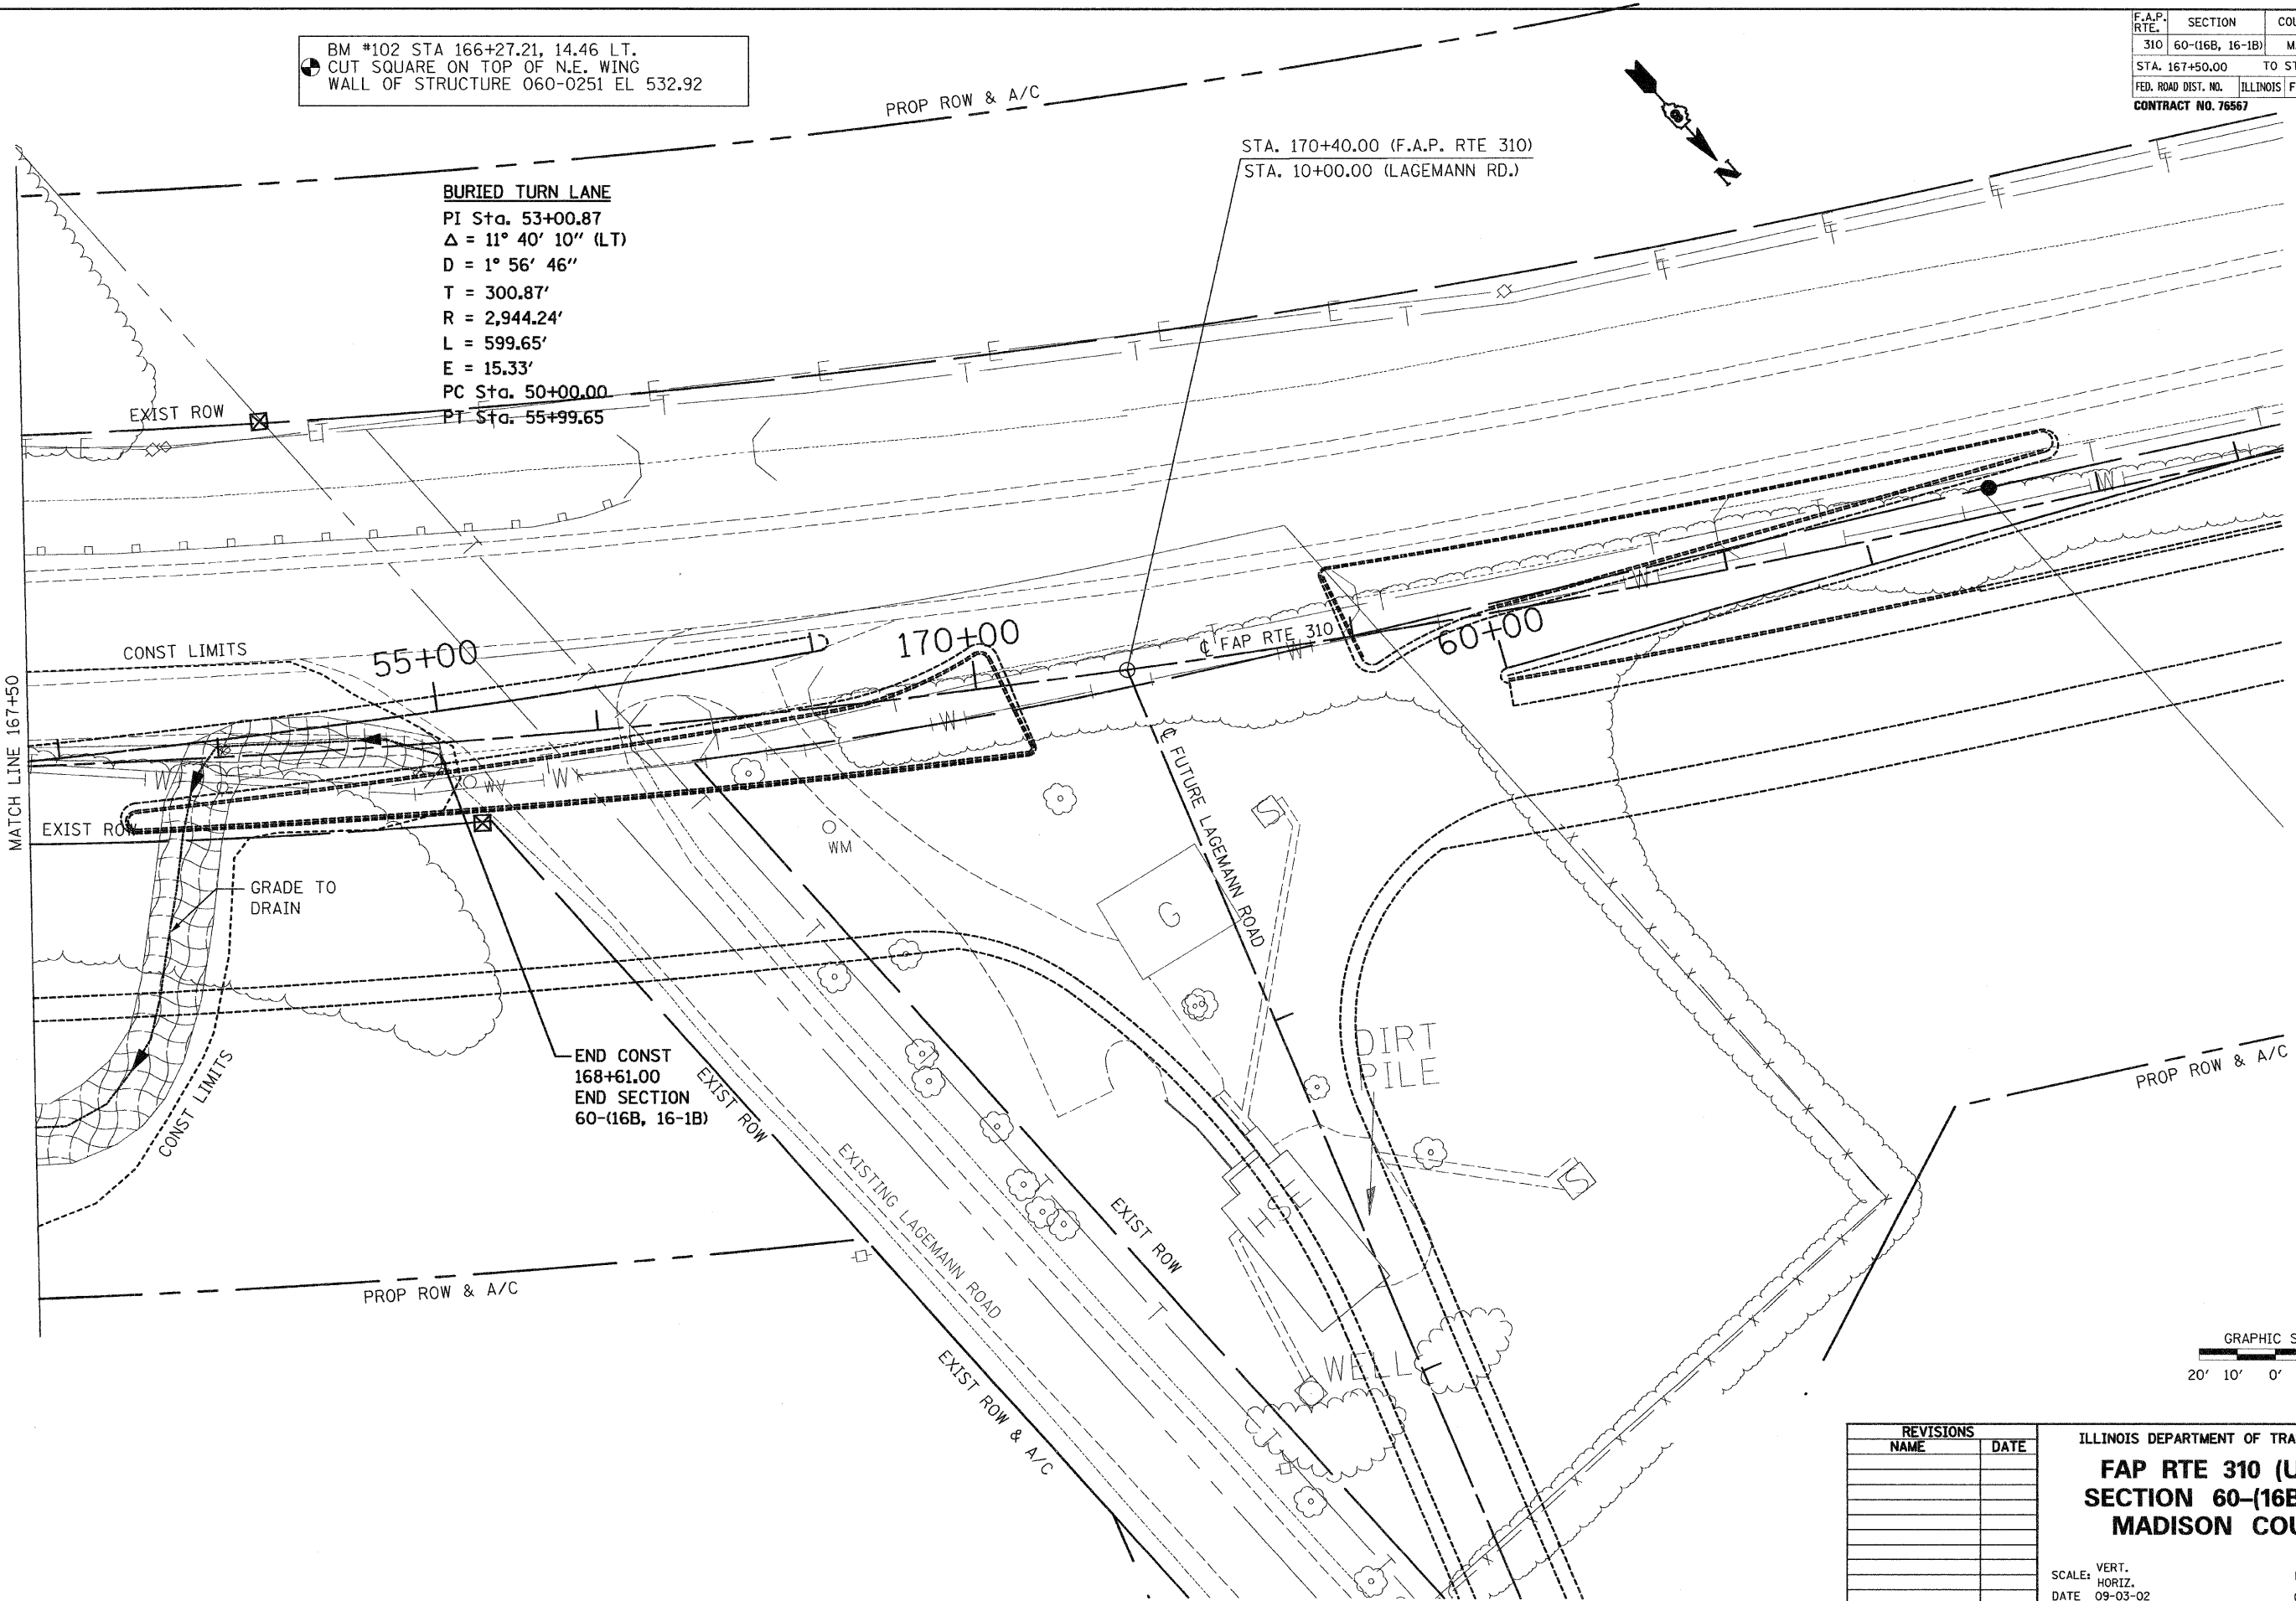 BM #102 STA 166+27.21, 14.46 LT.
CUT SQUARE ON TOP OF N.E. WING
WALL OF STRUCTURE 060-0251 EL 532.92
F.A.P. RTE. SECTION
310 60-(16B, 16-1B)
STA. 167+50.00 TO
FED. ROAD DIST. NO. ILLINOIS
CONTRACT NO. 76567
PROP ROW & A/C
N
STA. 170+40.00 (F.A.P. RTE 310)
STA. 10+00.00 (LAGEMANN RD.)
BURIED TURN LANE
PI Sta. 53+00.87
Δ = 11° 40' 10" (LT)
D = 1° 56' 46"
T = 300.87'
R = 2,944.24'
L = 599.65'
E = 15.33'
PC Sta. 50+00.00
PT Sta. 55+99.65
EXIST ROW
E E E E E E E E E E
T T T T T T T T T
CONST LIMITS
55+00
170+00
℄ FAP RTE 310
60+00
MATCH LINE 167+50
W W W W W W
WV
EXIST ROW
WM
GRADE TO
DRAIN
℄ FUTURE LAGEMANN ROAD
G
S
DIRT
PILE
END CONST
168+61.00
END SECTION
60-(16B, 16-1B)
CONST LIMITS
EXIST ROW
EXISTING LAGEMANN ROAD
EXIST ROW
HSE
S
PROP ROW & A/C
PROP ROW & A/C
WELL
EXIST ROW & A/C
GRAPHIC
20' 10' 0'
REVISIONS
NAME DATE
ILLINOIS DEPARTMENT OF
FAP RTE 310
SECTION 60-(16B
MADISON
SCALE: VERT.
HORIZ.
DATE 09-03-02